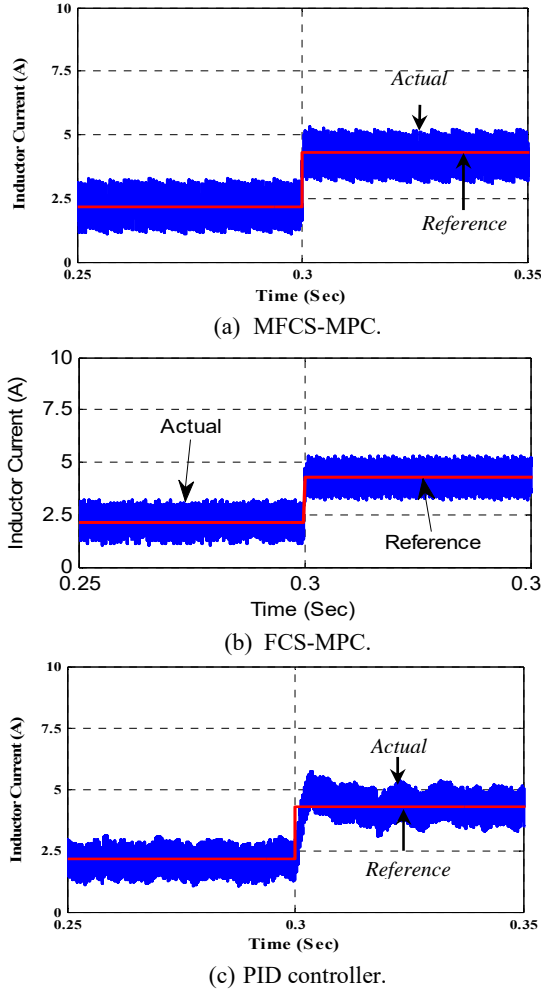 10
7.5
5
2.5
0
Inductor Current (A)
Actual
Reference
0.25
0.3
0.35
Time (Sec)
(a) MFCS-MPC.
10
7.5
5
2.5
0
Inductor Current (A)
Actual
Reference
0.25
0.3
0.3
Time (Sec)
(b) FCS-MPC.
10
7.5
5
2.5
0
Inductor Current (A)
Actual
Reference
0.25
0.3
0.35
Time (Sec)
(c) PID controller.